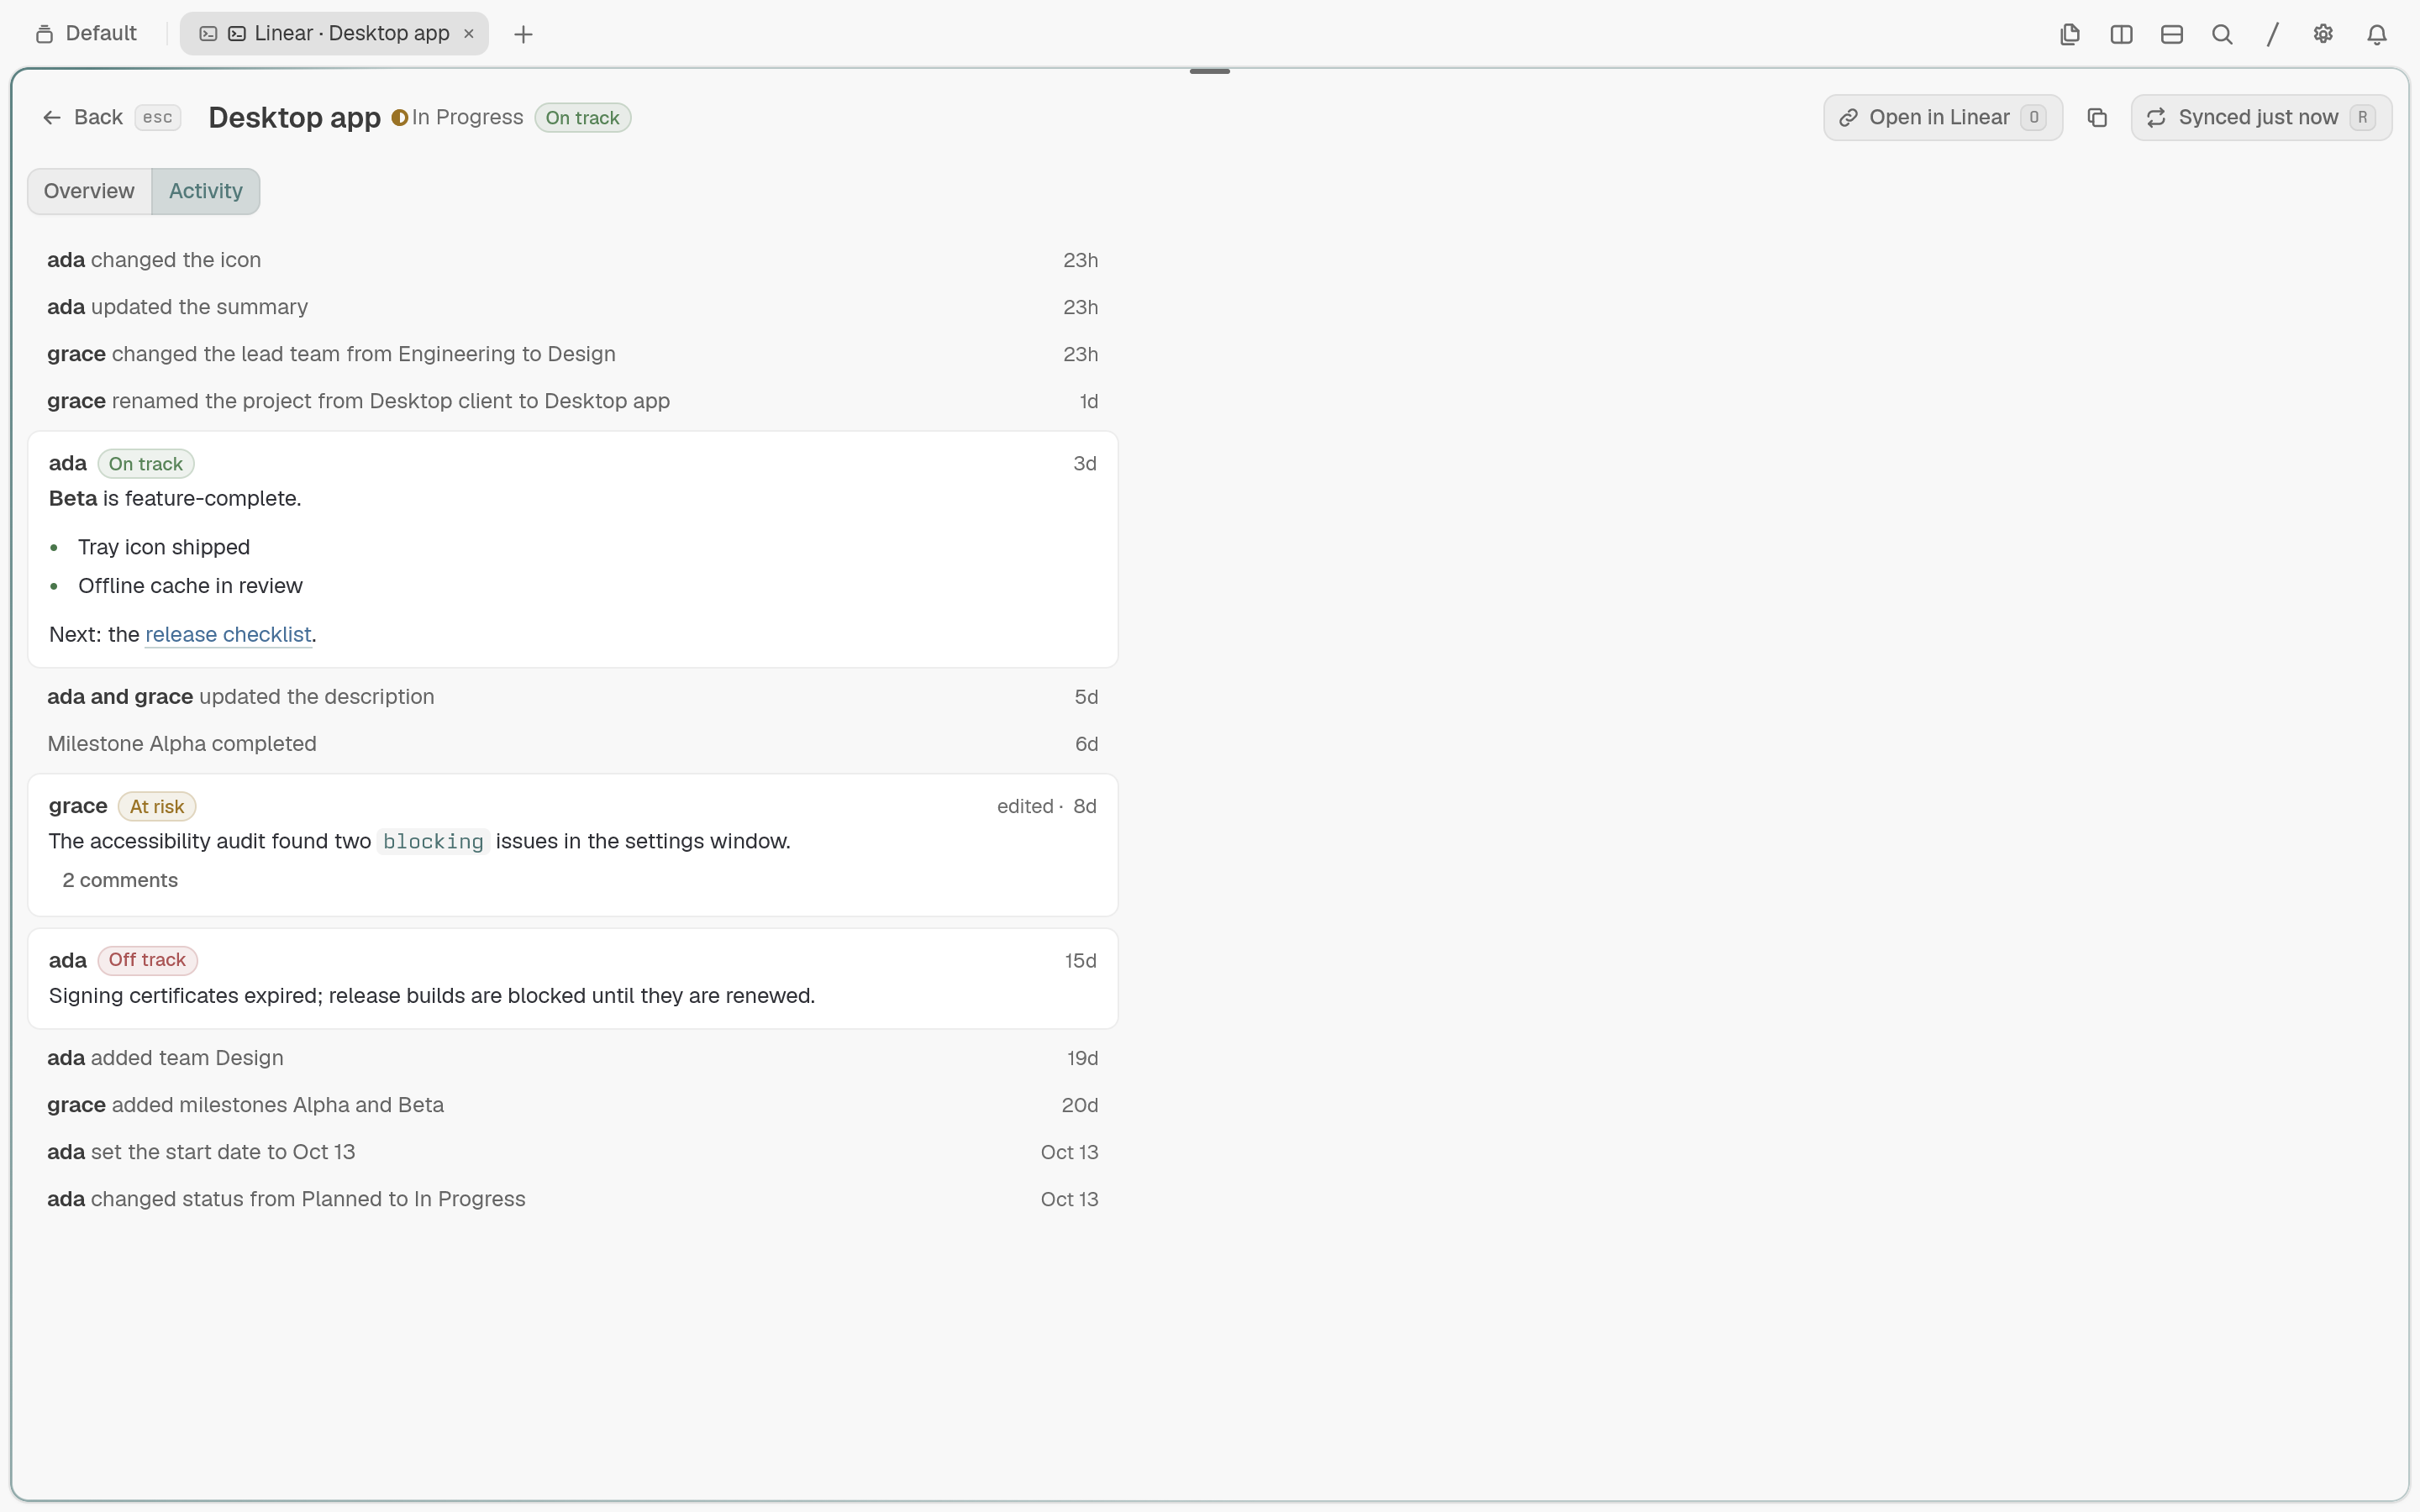 Default
Linear · Desktop app
Back esc Desktop app In Progress On track
Open in Linear O
Synced just now R
Overview Activity
ada changed the icon 23h
ada updated the summary 23h
grace changed the lead team from Engineering to Design 23h
grace renamed the project from Desktop client to Desktop app 1d
ada On track 3d
Beta is feature-complete.
• Tray icon shipped
• Offline cache in review
Next: the release checklist.
ada and grace updated the description 5d
Milestone Alpha completed 6d
grace At risk edited · 8d
The accessibility audit found two blocking issues in the settings window.
2 comments
ada Off track 15d
Signing certificates expired; release builds are blocked until they are renewed.
ada added team Design 19d
grace added milestones Alpha and Beta 20d
ada set the start date to Oct 13 Oct 13
ada changed status from Planned to In Progress Oct 13